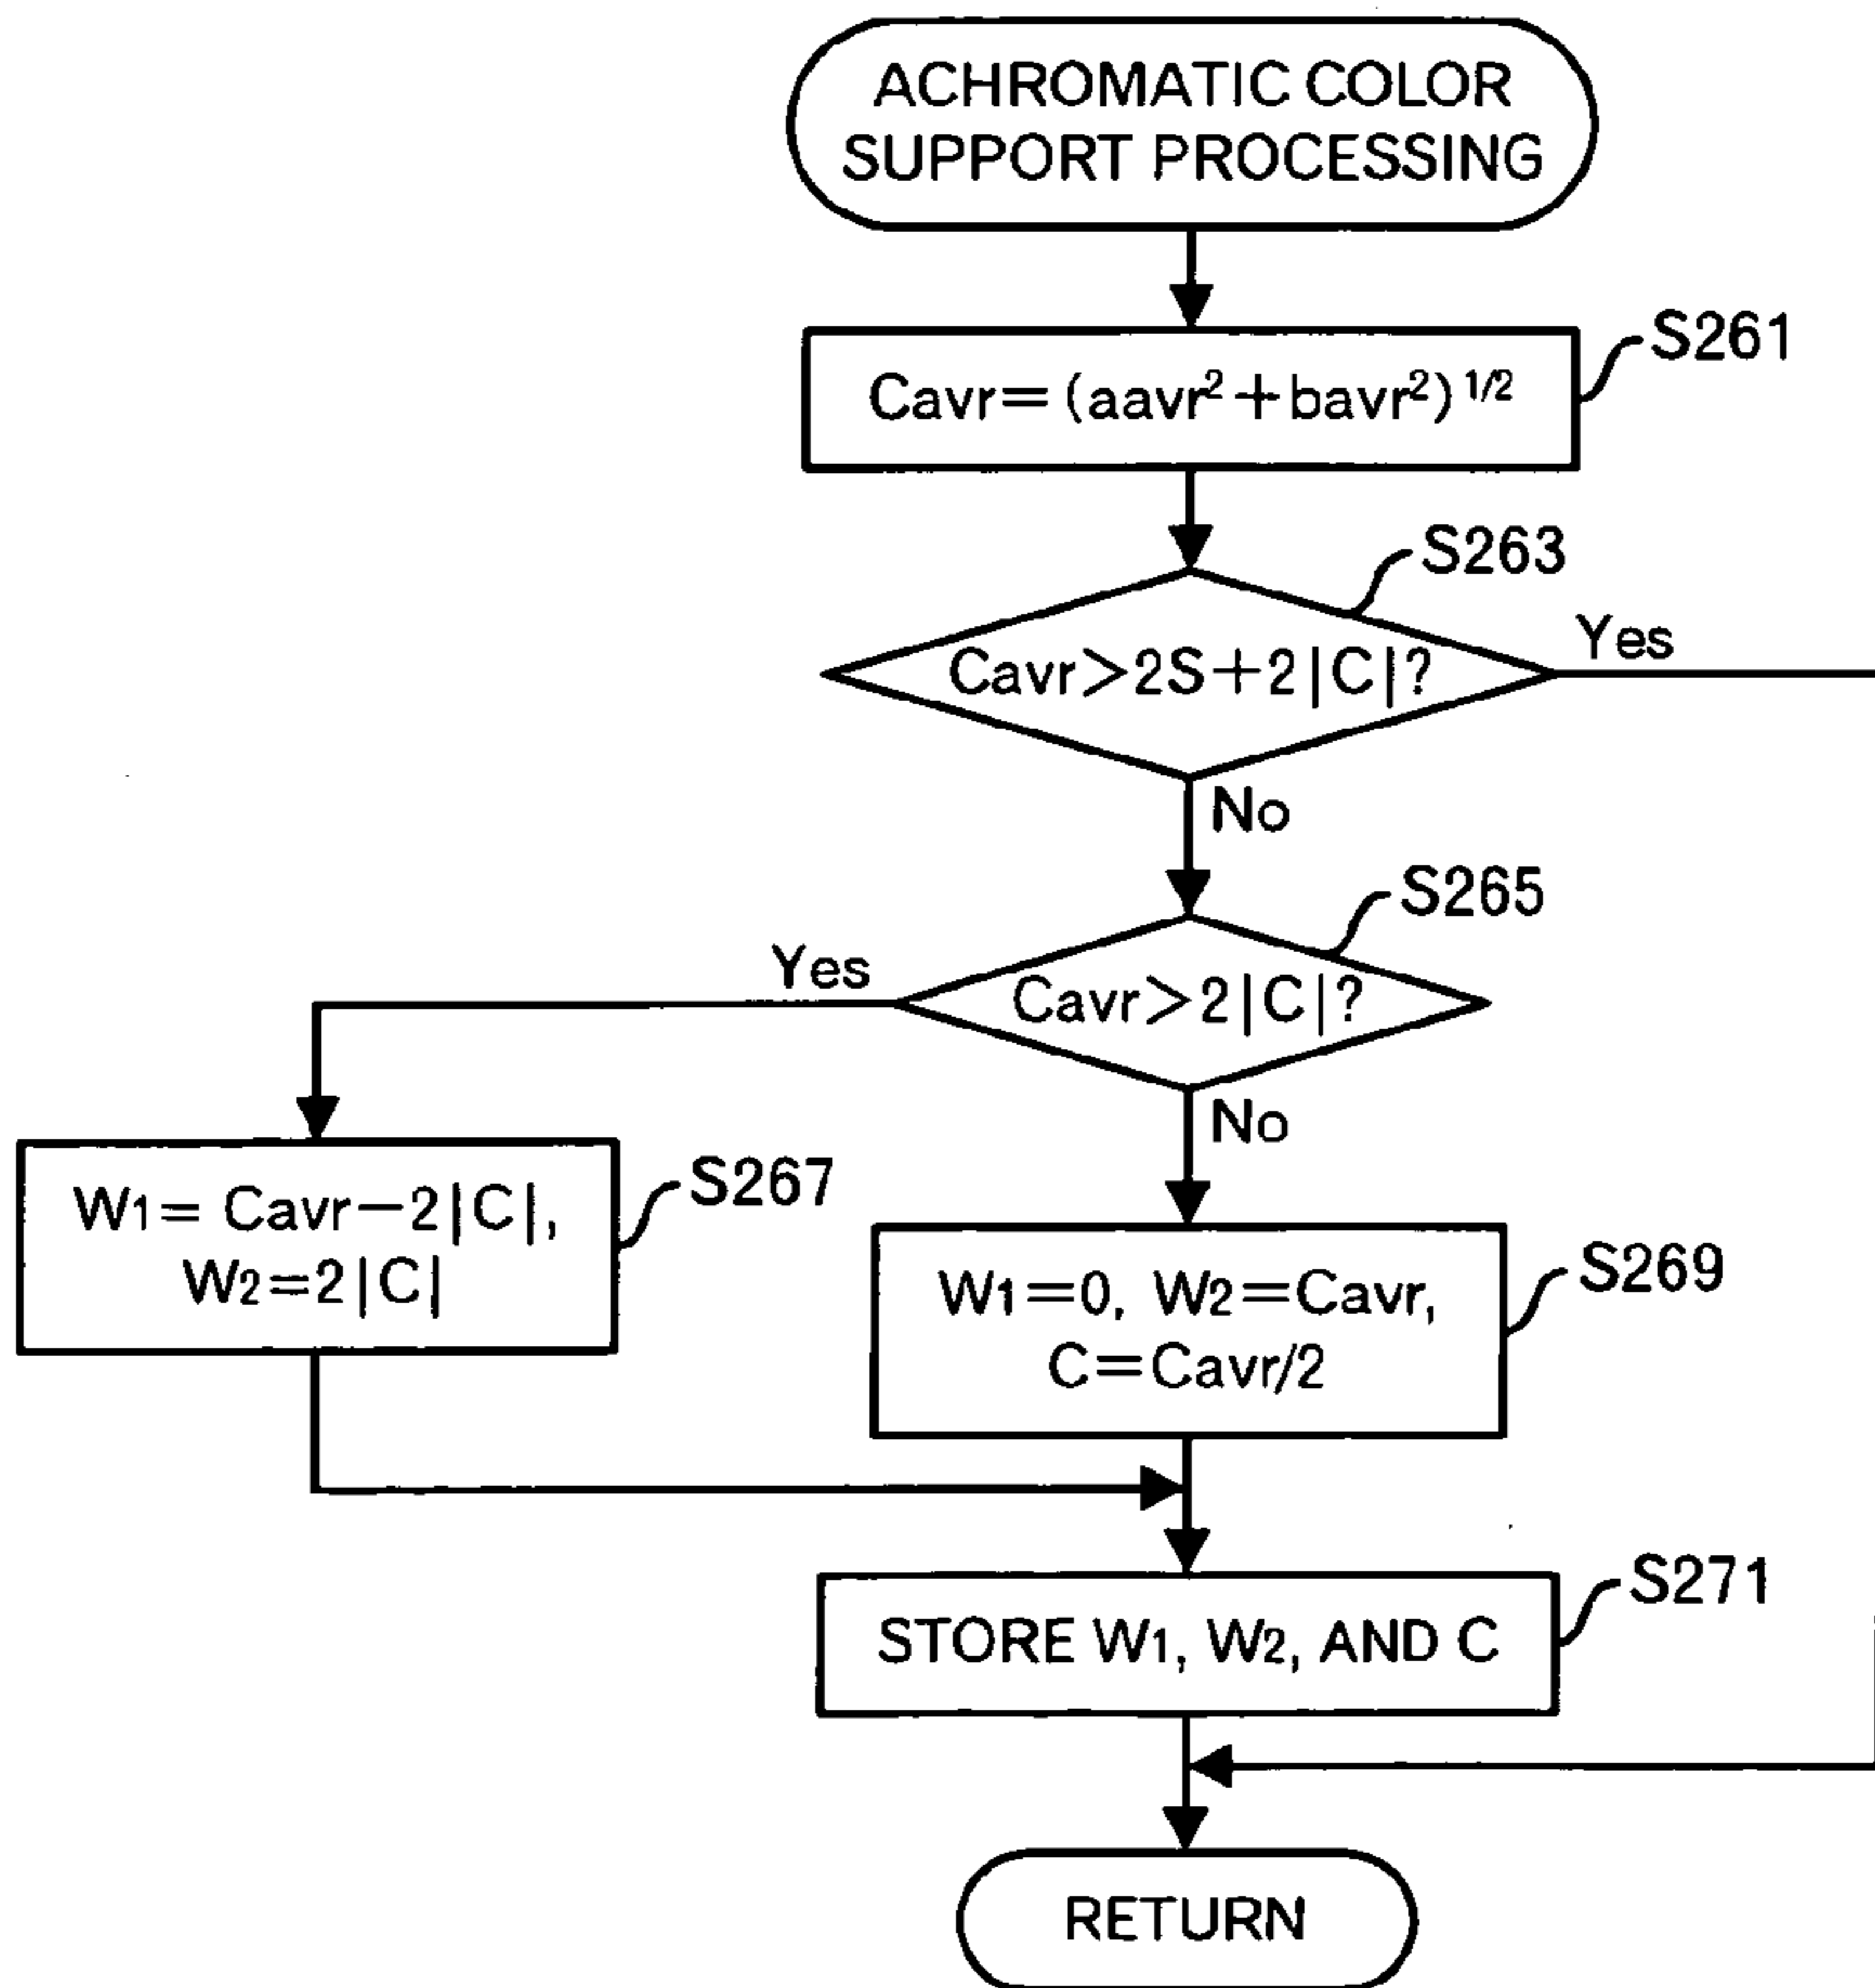 ACHROMATIC COLOR
SUPPORT PROCESSING
S261
Cavr=(aavr²+bavr²)^1/2
S263
Cavr>2S+2|C|?
Yes
No
S265
Yes
Cavr>2|C|?
No
S267
W1= Cavr−2|C|,
W2=2|C|
S269
W1=0, W2=Cavr,
C=Cavr/2
S271
STORE W1, W2, AND C
RETURN